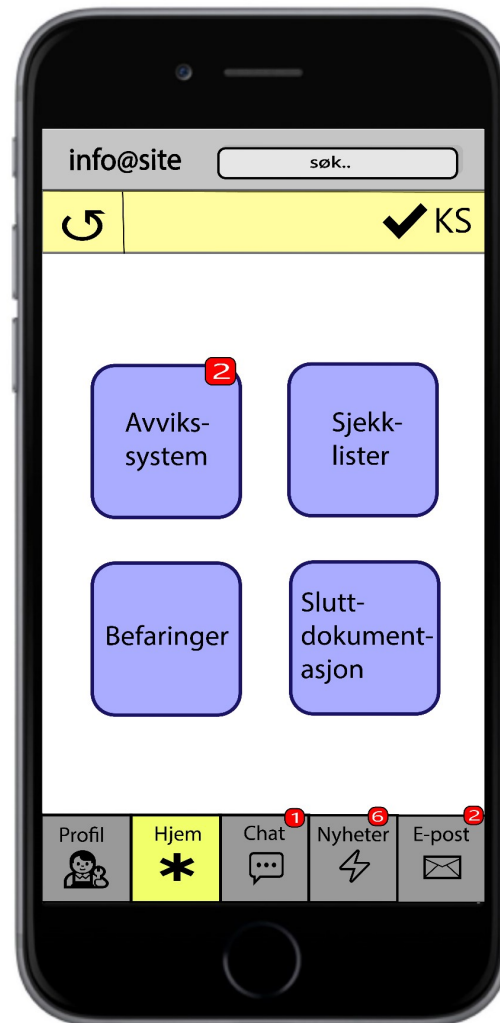 info@site
søk..
KS
2
Avviks-
system
Sjekk-
lister
Befaringer
Slutt-
dokument-
asjon
1
6
2
Profil
Hjem
Chat
Nyheter
E-post